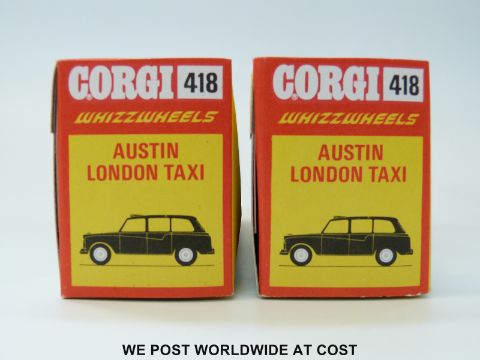 CORGI 418
WHIZZWHEELS
AUSTIN
LONDON TAXI
CORGI 418
WHIZZWHEELS
AUSTIN
LONDON TAXI
WE POST WORLDWIDE AT COST